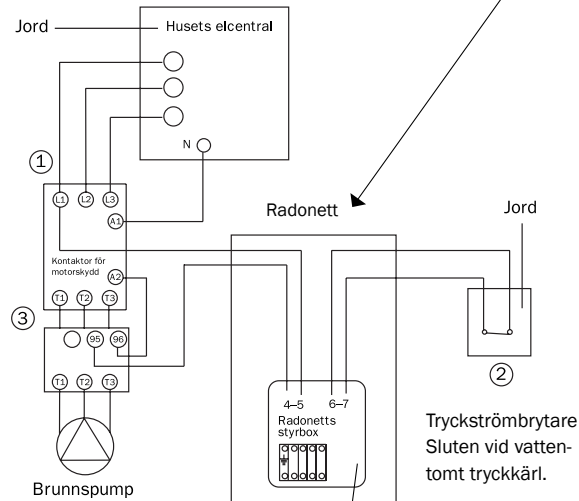 Jord
Husets elcentral
N
1
L1 L2 L3
A1
Kontaktor för
motorskydd
A2
T1 T2 T3
3
95 96
T1 T2 T3
Brunnspump
Radonett
4–5 6–7
Radonetts
styrbox
Jord
2
Tryckströmbrytare
Sluten vid vatten-
tomt tryckkärl.